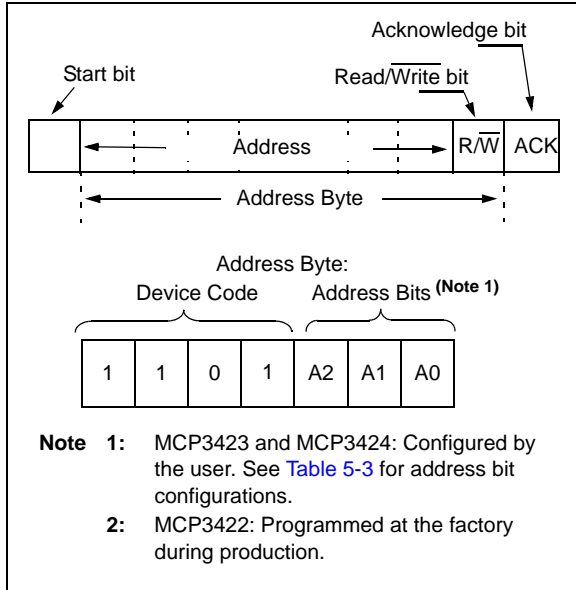 Acknowledge bit
Start bit
Read/Write bit
Address
R/W
ACK
Address Byte
Address Byte:
Device Code
Address Bits (Note 1)
1 1 0 1 A2 A1 A0
Note 1: MCP3423 and MCP3424: Configured by
the user. See Table 5-3 for address bit
configurations.
2: MCP3422: Programmed at the factory
during production.